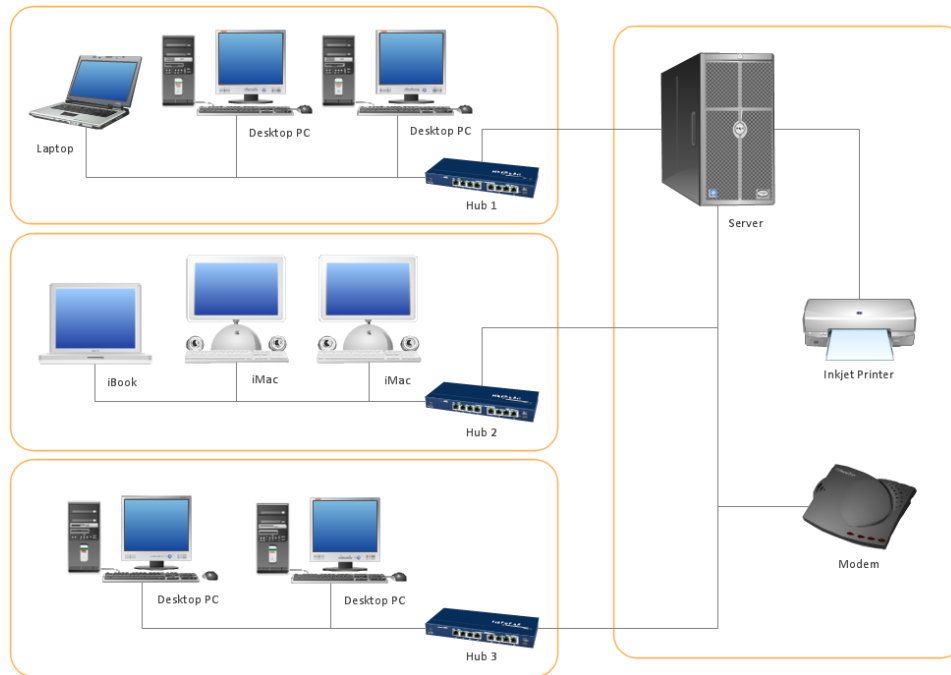 Laptop
Desktop PC
Desktop PC
Hub 1
Server
iBook
iMac
iMac
Hub 2
Inkjet Printer
Desktop PC
Desktop PC
Hub 3
Modem